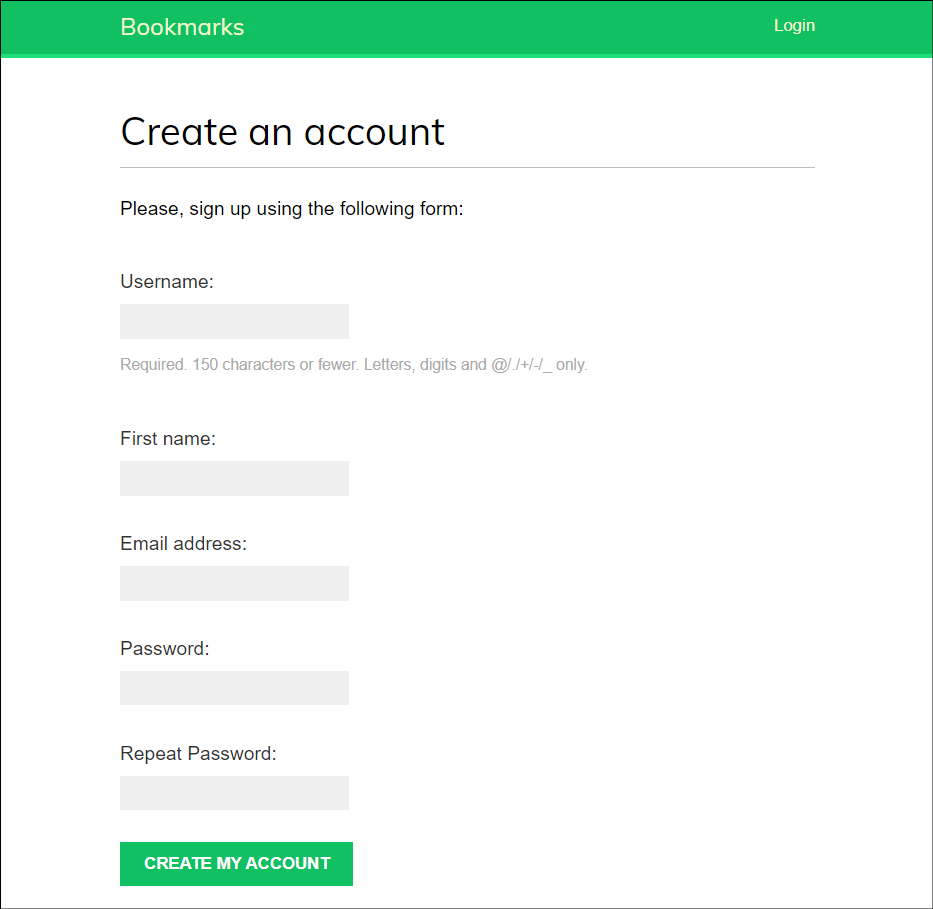 Bookmarks
Login
Create an account
Please, sign up using the following form:
Username:
Required. 150 characters or fewer. Letters, digits and @/./+/-/_ only.
First name:
Email address:
Password:
Repeat Password:
CREATE MY ACCOUNT